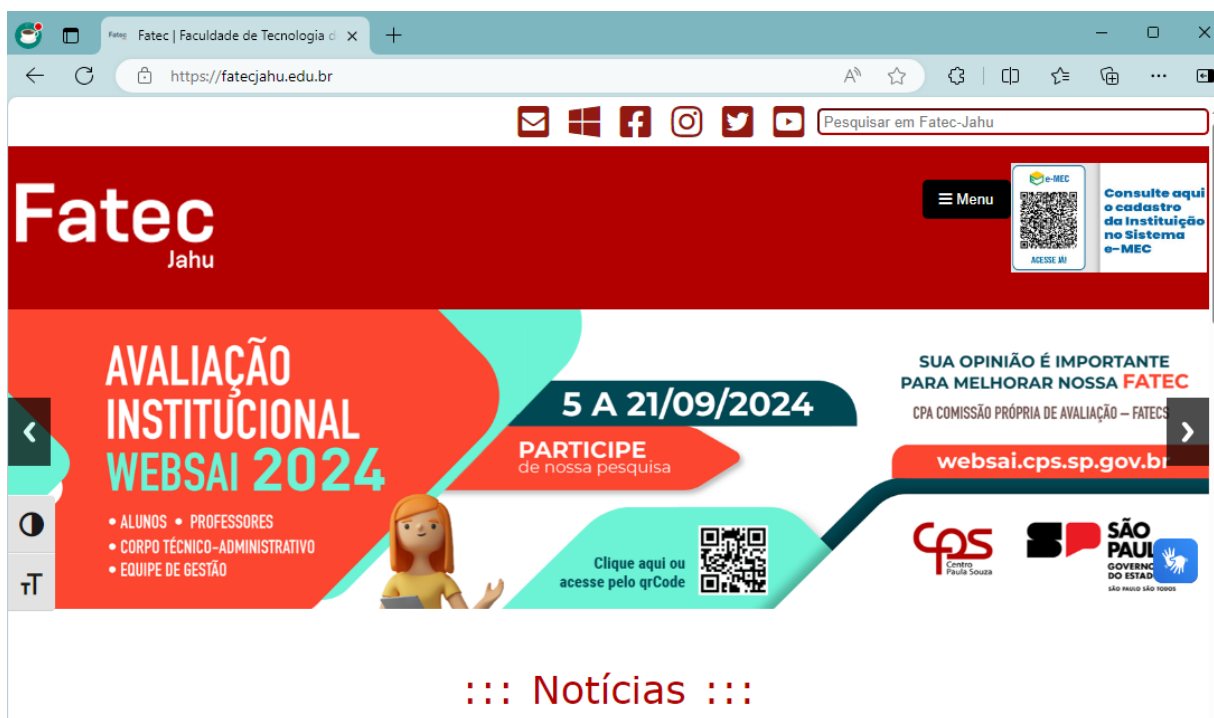 Fatec | Faculdade de Tecnologia d
https://fatecjahu.edu.br
Pesquisar em Fatec-Jahu
Fatec
Jahu
☰ Menu
e-MEC
ACESSE JÁ!
Consulte aqui
o cadastro
da Instituição
no Sistema
e-MEC
AVALIAÇÃO
INSTITUCIONAL
WEBSAI 2024
• ALUNOS • PROFESSORES
• CORPO TÉCNICO-ADMINISTRATIVO
• EQUIPE DE GESTÃO
5 A 21/09/2024
PARTICIPE
de nossa pesquisa
Clique aqui ou
acesse pelo qrCode
SUA OPINIÃO É IMPORTANTE
PARA MELHORAR NOSSA FATEC
CPA COMISSÃO PRÓPRIA DE AVALIAÇÃO – FATECS
websai.cps.sp.gov.br
CPS
Centro
Paula Souza
SP
SÃO
PAUL
GOVERNO
DO ESTAD
SÃO PAULO SÃO TODOS
::: Notícias :::